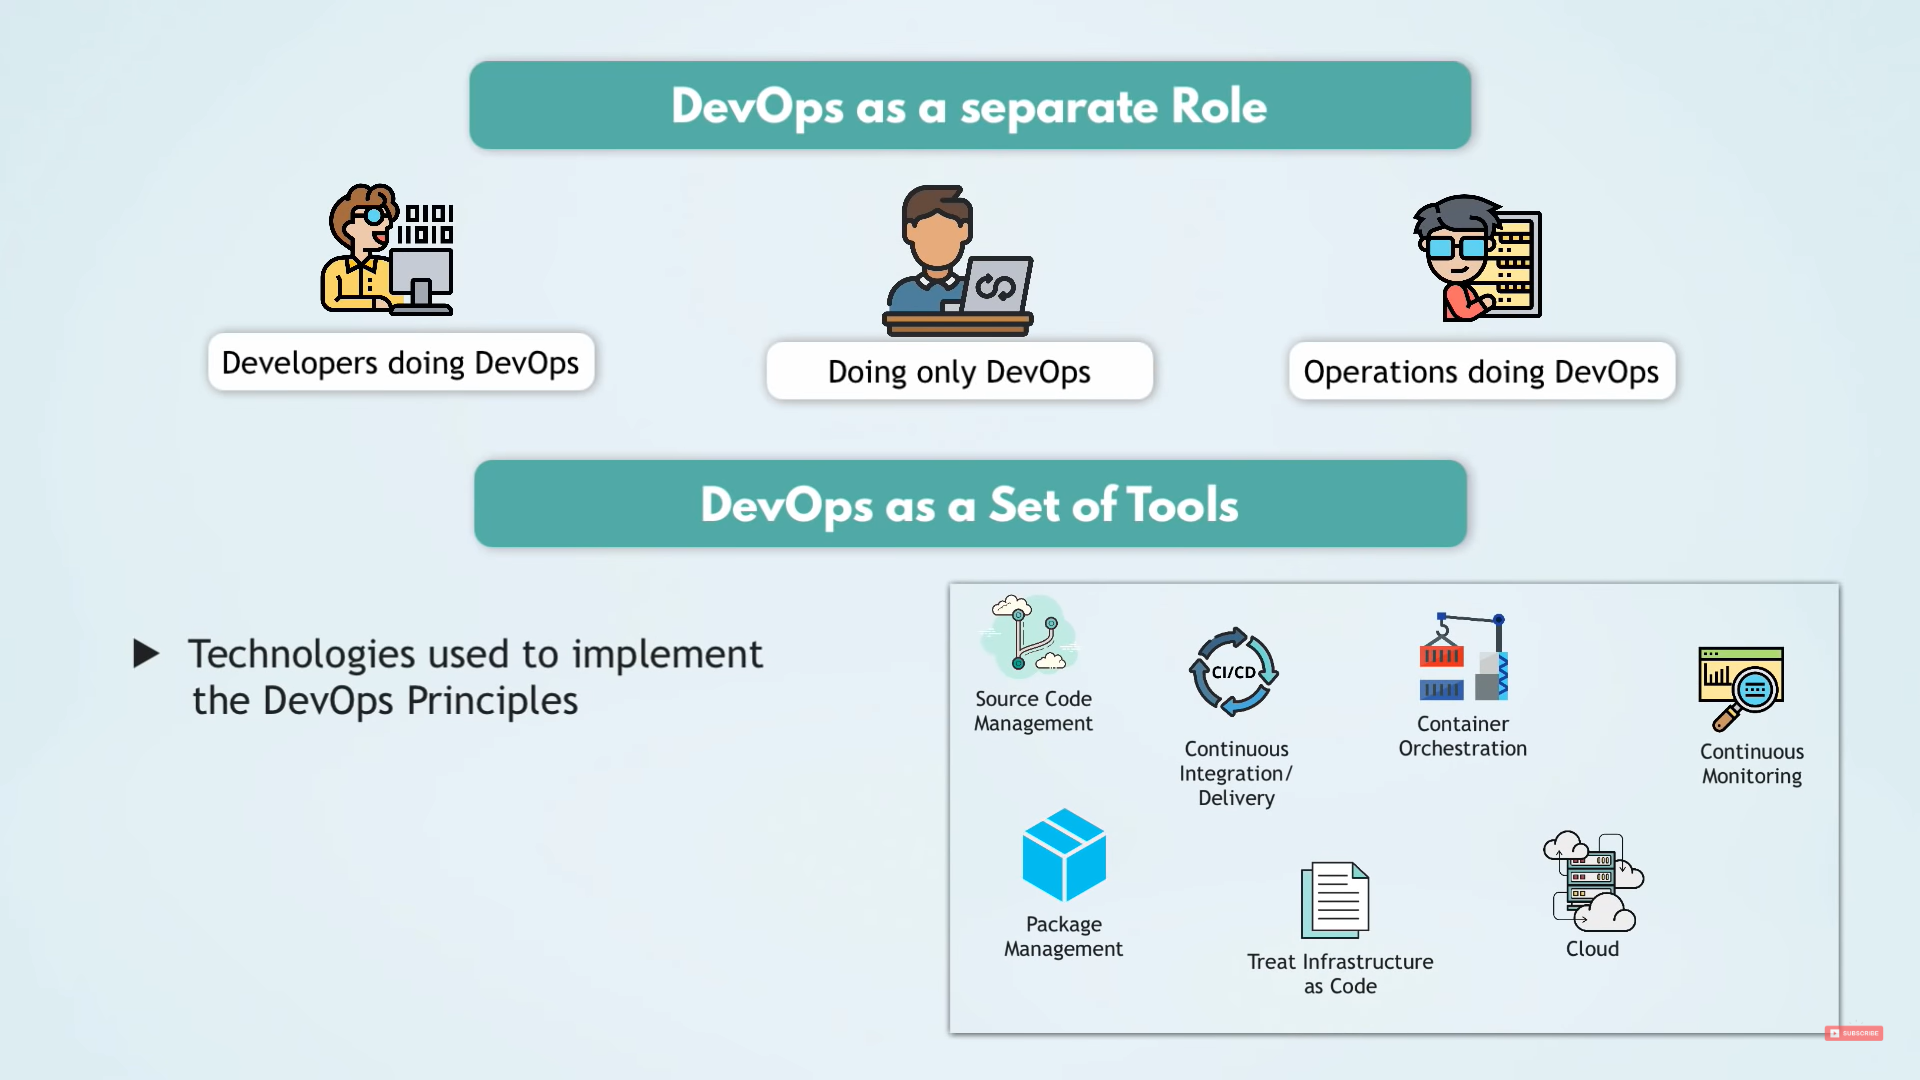 DevOps as a separate Role
0101
11010
Developers doing DevOps
Doing only DevOps
Operations doing DevOps
DevOps as a Set of Tools
Technologies used to implement
the DevOps Principles
Source Code
Management
CI/CD
Continuous
Integration/
Delivery
Container
Orchestration
Continuous
Monitoring
Package
Management
Treat Infrastructure
as Code
Cloud
SUBSCRIBE